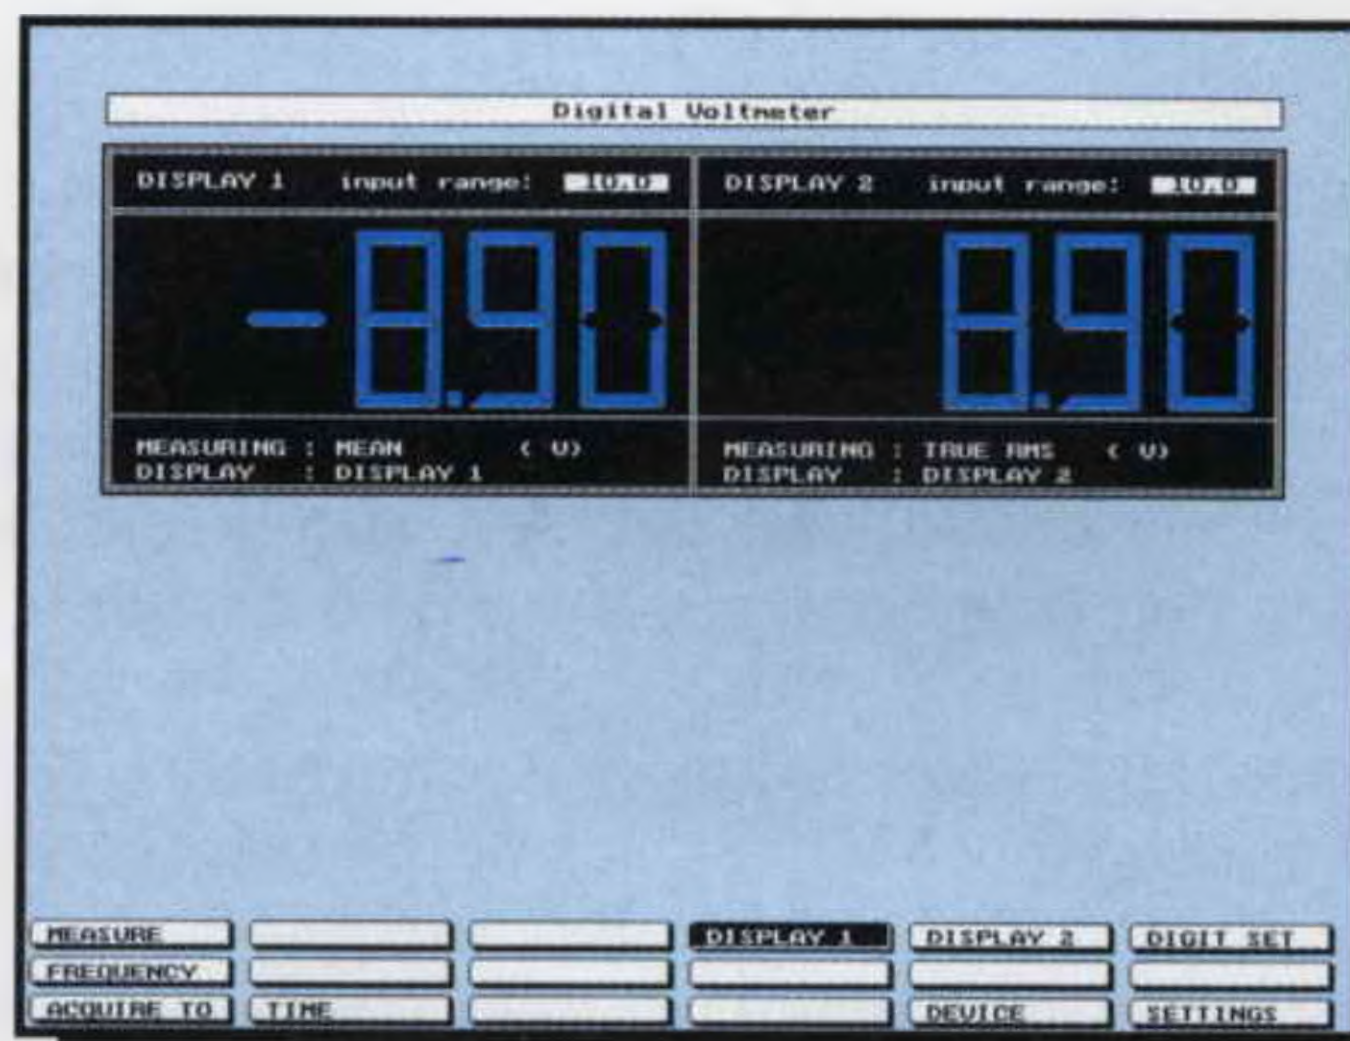 Digital Voltmeter
DISPLAY 1 input range: 10.0
DISPLAY 2 input range: 10.0
-8.90
8.90
MEASURING : MEAN ( V)
DISPLAY : DISPLAY 1
MEASURING : TRUE RMS ( V)
DISPLAY : DISPLAY 2
MEASURE DISPLAY 1 DISPLAY 2 DIGIT SET
FREQUENCY
ACQUIRE TO TIME DEVICE SETTINGS